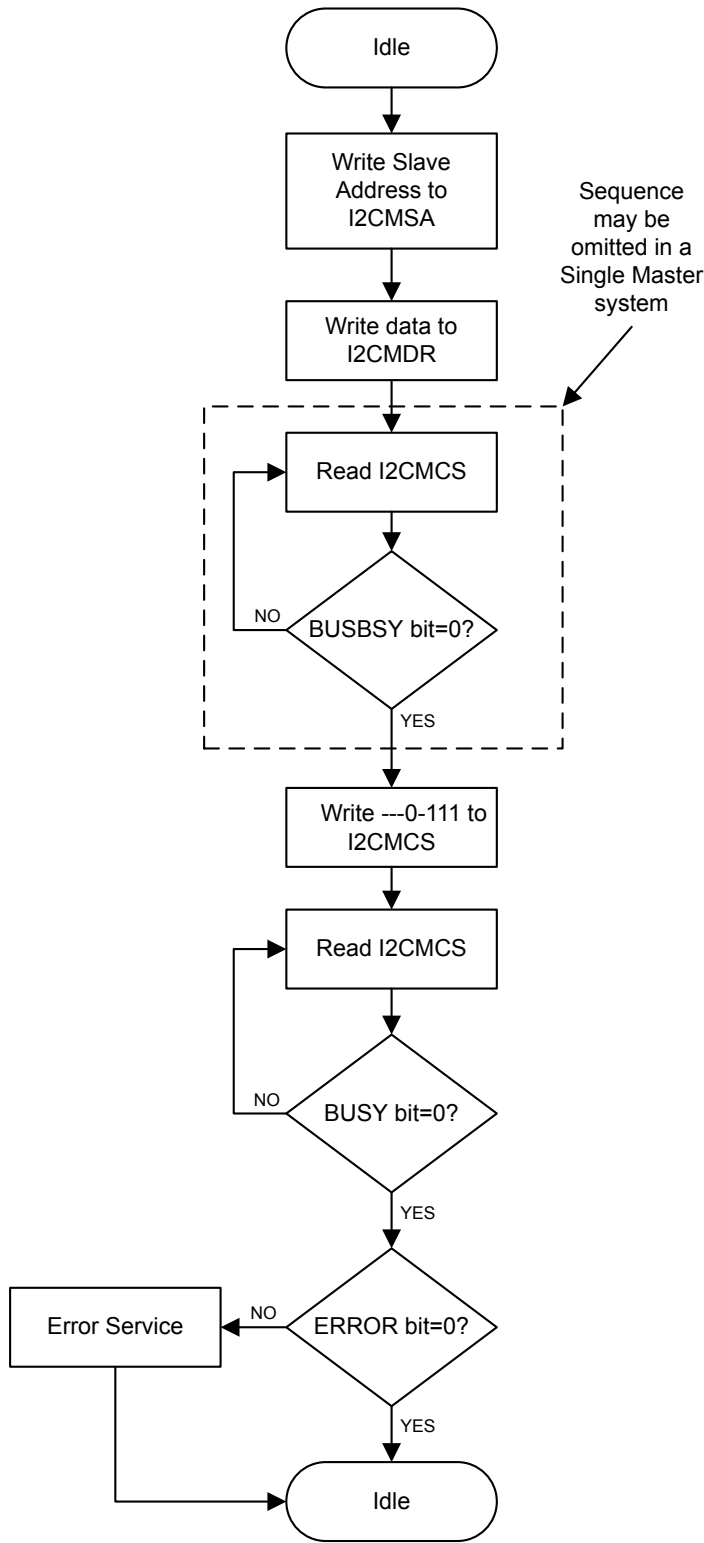 Idle
Write Slave
Address to
I2CMSA
Sequence
may be
omitted in a
Single Master
system
Write data to
I2CMDR
Read I2CMCS
BUSBSY bit=0?
NO
YES
Write ---0-111 to
I2CMCS
Read I2CMCS
BUSY bit=0?
NO
YES
ERROR bit=0?
NO
Error Service
YES
Idle